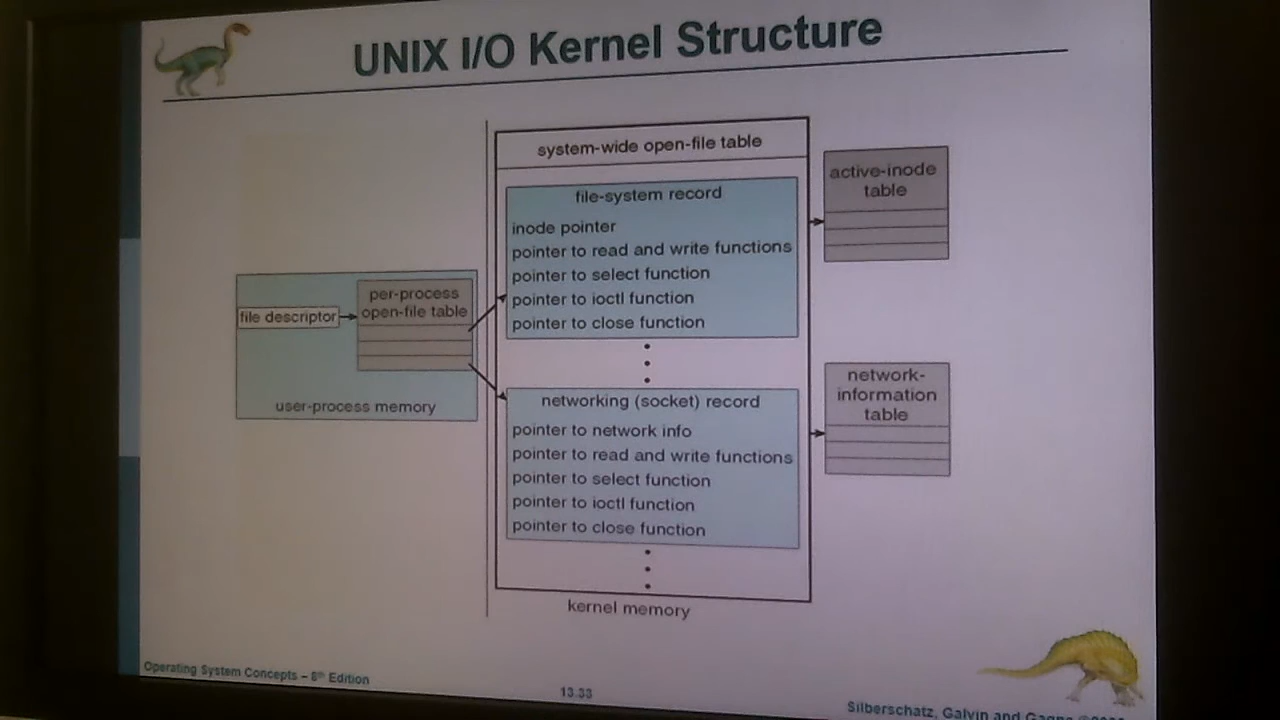 UNIX I/O Kernel Structure
system-wide open-file table
file-system record
inode pointer
pointer to read and write functions
pointer to select function
pointer to ioctl function
pointer to close function
active-inode
table
file descriptor
per-process
open-file table
user-process memory
networking (socket) record
pointer to network info
pointer to read and write functions
pointer to select function
pointer to ioctl function
pointer to close function
network-
information
table
kernel memory
Operating System Concepts – 8th Edition
13.33
Silberschatz, Galvin and Gagne